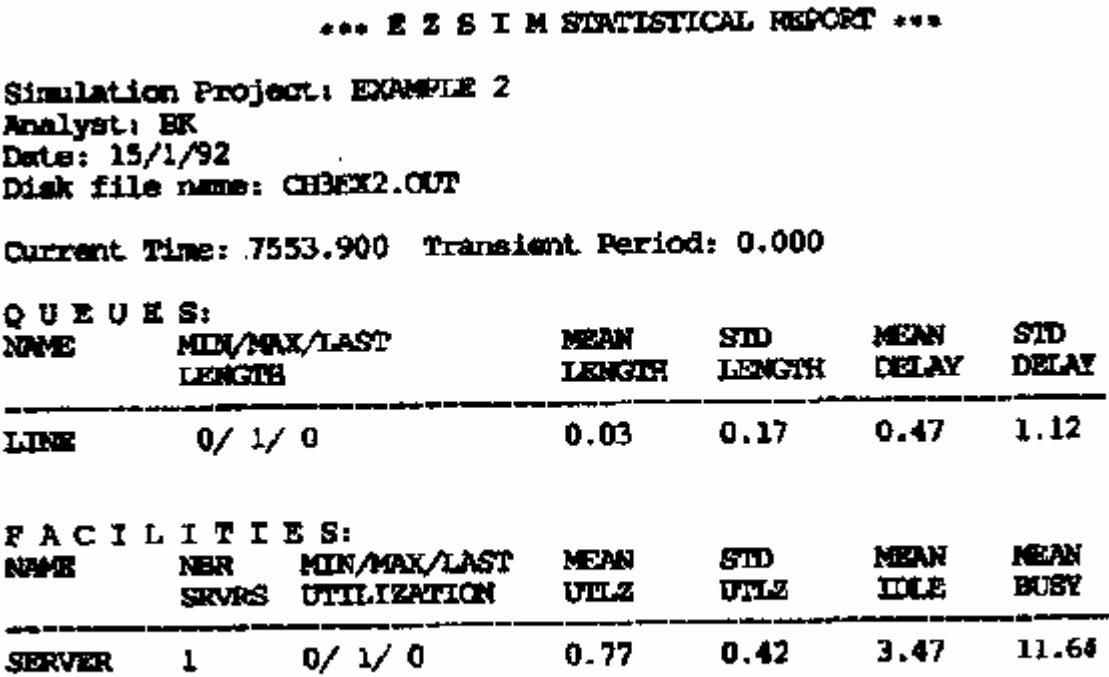 *** E Z S I M STATISTICAL REPORT ***
Simulation Project: EXAMPLE 2
Analyst: BK
Date: 15/1/92
Disk file name: CH3EX2.OUT
Current Time: 7553.900 Transient Period: 0.000
Q U E U E S:
NAME MIN/MAX/LAST MEAN STD MEAN STD
LENGTH LENGTH LENGTH DELAY DELAY
LINE 0/ 1/ 0 0.03 0.17 0.47 1.12
F A C I L I T I E S:
NAME NBR MIN/MAX/LAST MEAN STD MEAN MEAN
SRVRS UTILIZATION UTLZ UTLZ IDLE BUSY
SERVER 1 0/ 1/ 0 0.77 0.42 3.47